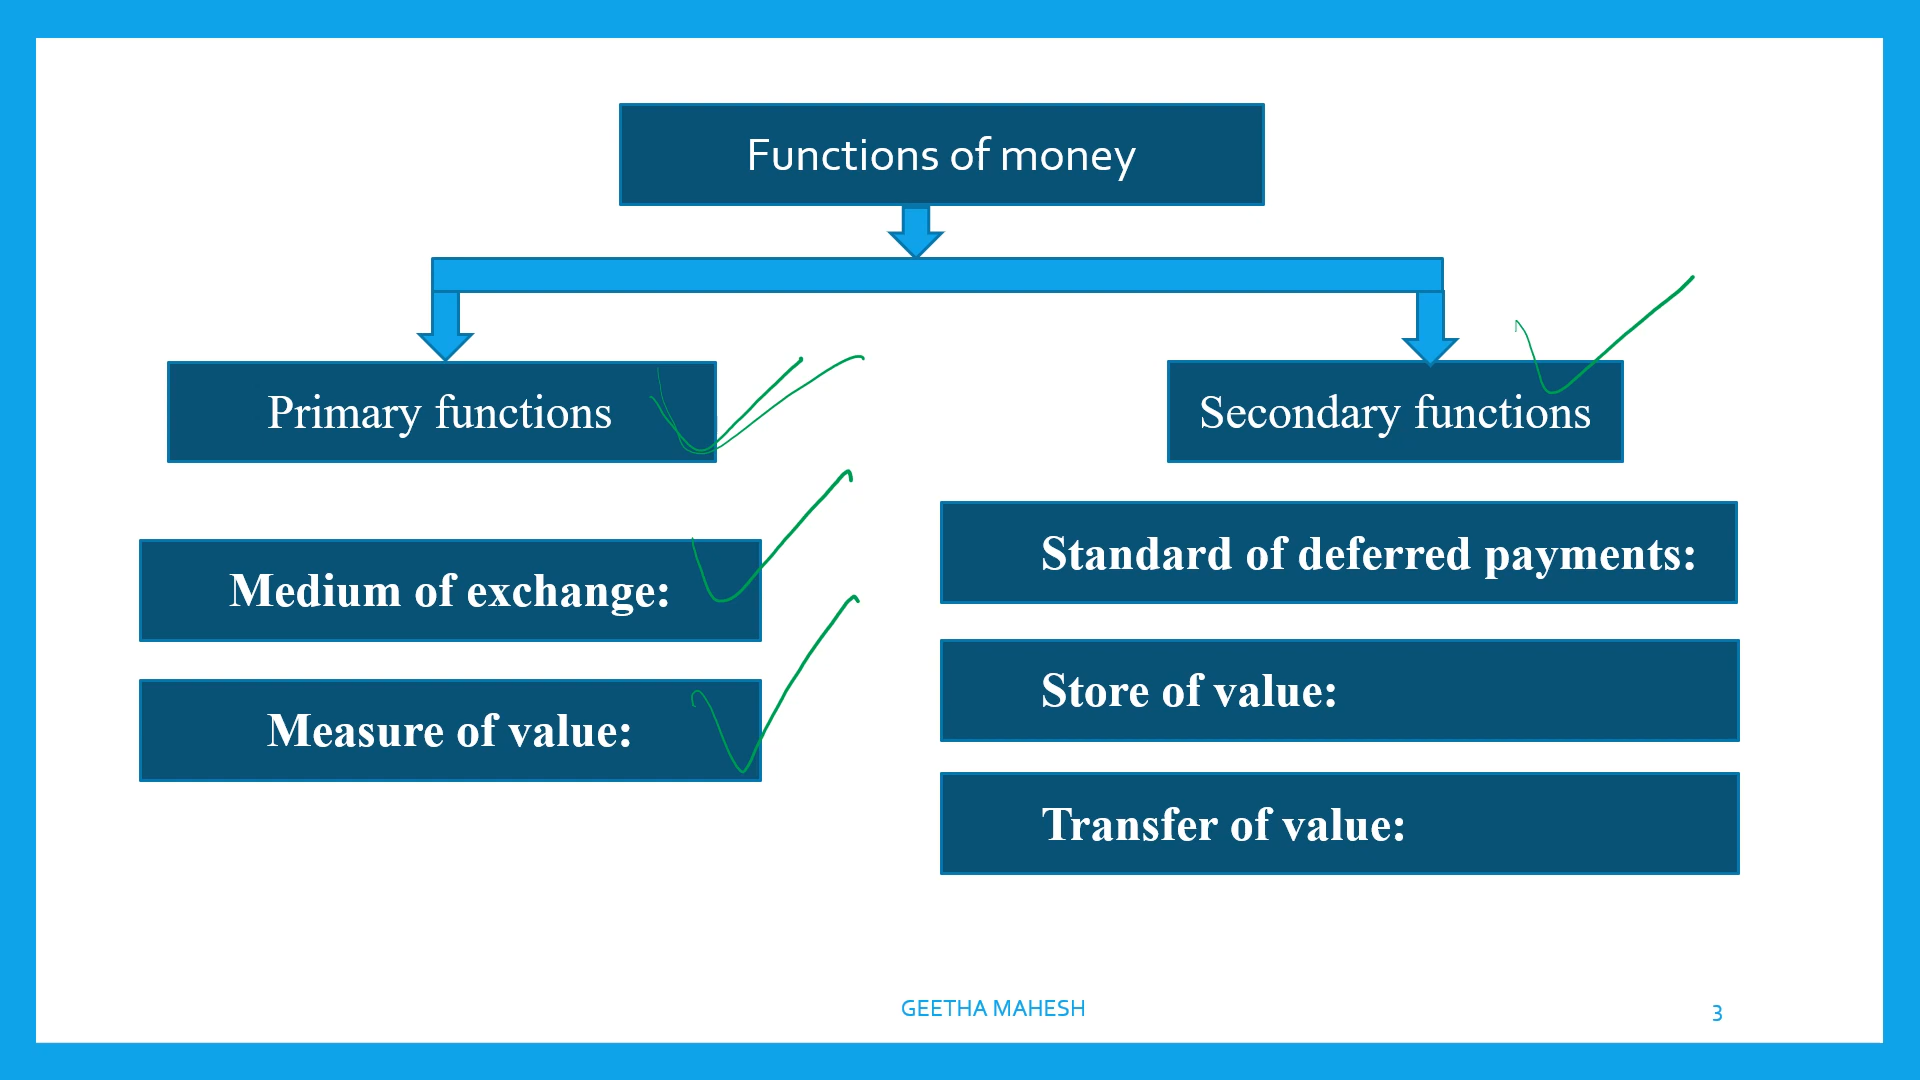 Functions of money
Primary functions
Medium of exchange:
Measure of value:
Secondary functions
Standard of deferred payments:
Store of value:
Transfer of value:
GEETHA MAHESH
3